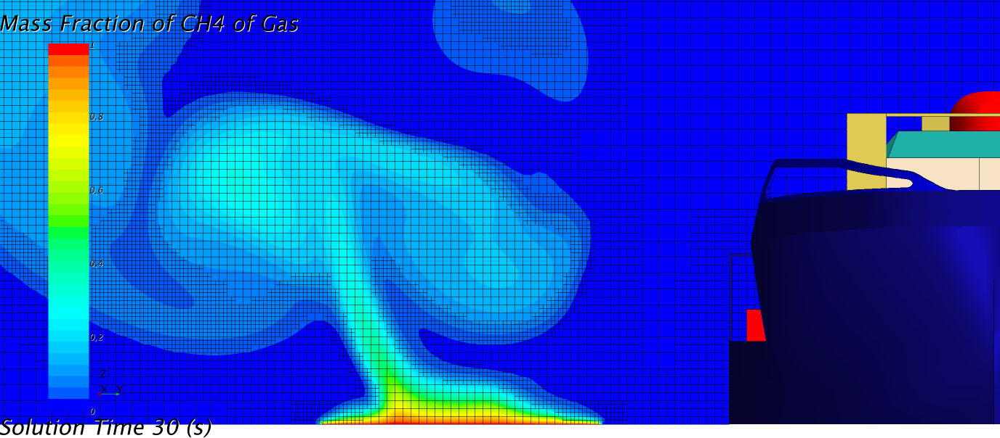 Mass Fraction of CH4 of Gas
1
0,8
0,6
0,4
0,2
Z
X Y
0
Solution Time 30 (s)